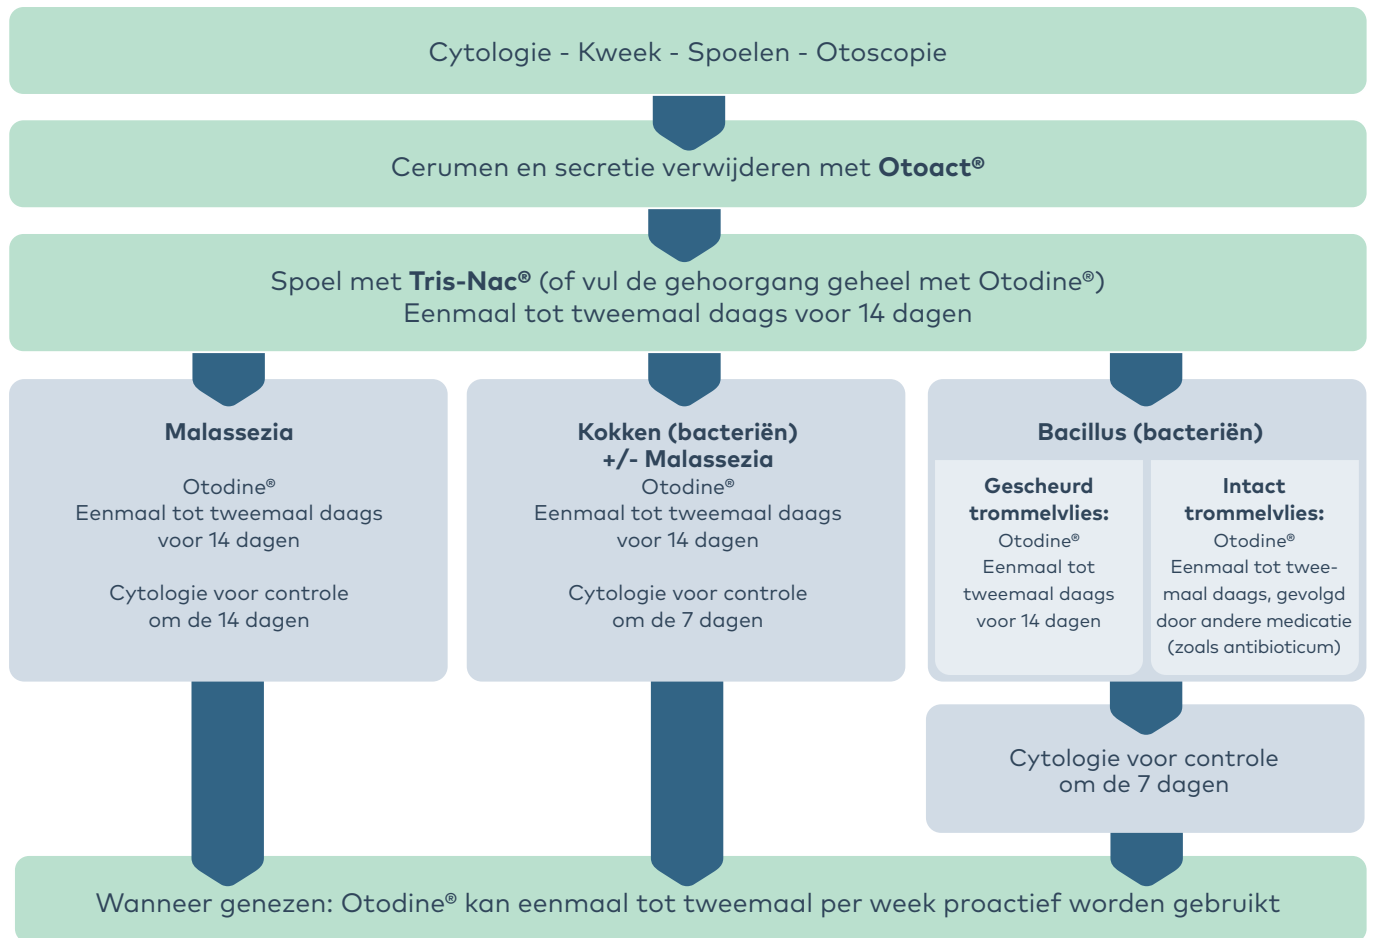 Cytologie - Kweek - Spoelen - Otoscopie
Cerumen en secretie verwijderen met Otoact®
Spoel met Tris-Nac® (of vul de gehoorgang geheel met Otodine®)
Eenmaal tot tweemaal daags voor 14 dagen
Malassezia
Otodine®
Eenmaal tot tweemaal daags
voor 14 dagen
Cytologie voor controle
om de 14 dagen
Kokken (bacteriën)
+/- Malassezia
Otodine®
Eenmaal tot tweemaal daags
voor 14 dagen
Cytologie voor controle
om de 7 dagen
Bacillus (bacteriën)
Gescheurd
trommelvlies:
Otodine®
Eenmaal tot
tweemaal daags
voor 14 dagen
Intact
trommelvlies:
Otodine®
Eenmaal tot twee-
maal daags, gevolgd
door andere medicatie
(zoals antibioticum)
Cytologie voor controle
om de 7 dagen
Wanneer genezen: Otodine® kan eenmaal tot tweemaal per week proactief worden gebruikt